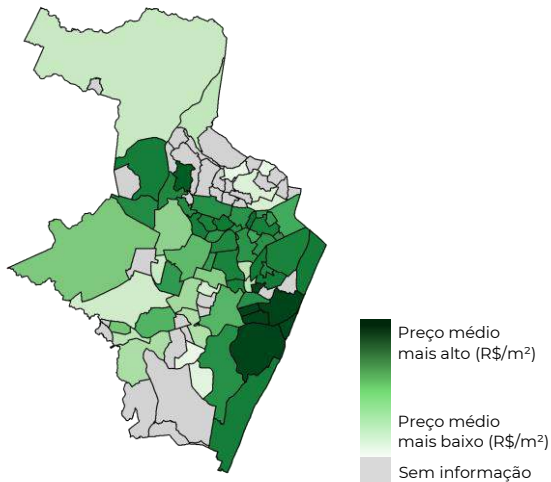 Preço médio
mais alto (R$/m²)
Preço médio
mais baixo (R$/m²)
Sem informação